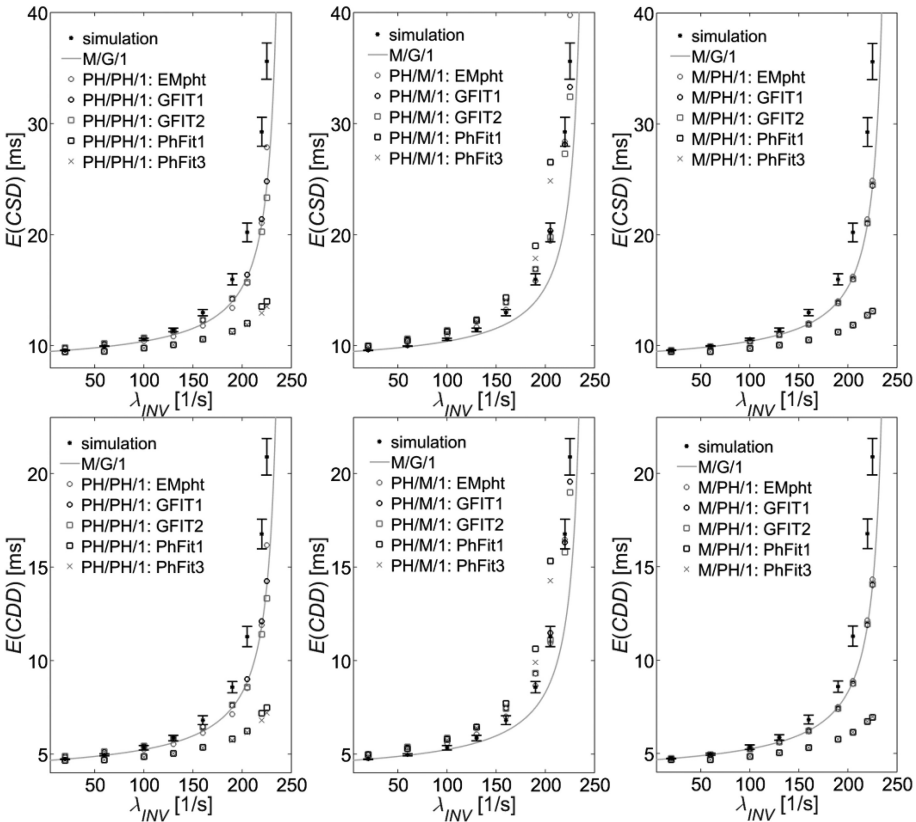 40
30
20
10
E(CSD) [ms]
simulation
M/G/1
PH/PH/1: EMpht
PH/PH/1: GFIT1
PH/PH/1: GFIT2
PH/PH/1: PhFit1
PH/PH/1: PhFit3
50 100 150 200 250
λINV [1/s]
40
30
20
10
E(CSD) [ms]
simulation
M/G/1
PH/M/1: EMpht
PH/M/1: GFIT1
PH/M/1: GFIT2
PH/M/1: PhFit1
PH/M/1: PhFit3
50 100 150 200 250
λINV [1/s]
40
30
20
10
E(CSD) [ms]
simulation
M/G/1
M/PH/1: EMpht
M/PH/1: GFIT1
M/PH/1: GFIT2
M/PH/1: PhFit1
M/PH/1: PhFit3
50 100 150 200 250
λINV [1/s]
20
15
10
5
E(CDD) [ms]
simulation
M/G/1
PH/PH/1: EMpht
PH/PH/1: GFIT1
PH/PH/1: GFIT2
PH/PH/1: PhFit1
PH/PH/1: PhFit3
50 100 150 200 250
λINV [1/s]
20
15
10
5
E(CDD) [ms]
simulation
M/G/1
PH/M/1: EMpht
PH/M/1: GFIT1
PH/M/1: GFIT2
PH/M/1: PhFit1
PH/M/1: PhFit3
50 100 150 200 250
λINV [1/s]
20
15
10
5
E(CDD) [ms]
simulation
M/G/1
M/PH/1: EMpht
M/PH/1: GFIT1
M/PH/1: GFIT2
M/PH/1: PhFit1
M/PH/1: PhFit3
50 100 150 200 250
λINV [1/s]